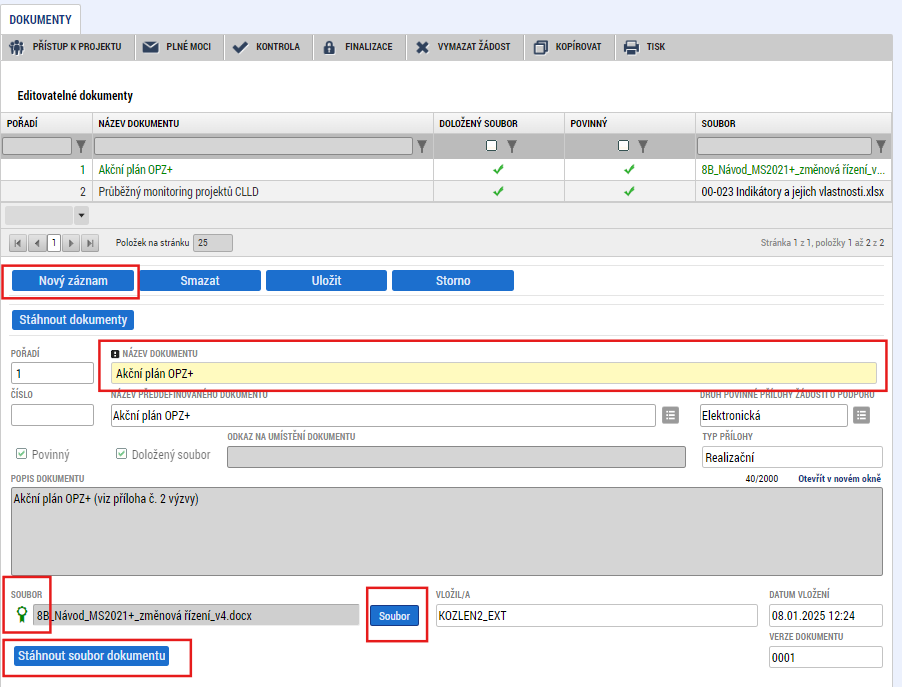 DOKUMENTY
PŘÍSTUP K PROJEKTU PLNÉ MOCI KONTROLA FINALIZACE VYMAZAT ŽÁDOST KOPÍROVAT TISK
Editovatelné dokumenty
POŘADÍ NÁZEV DOKUMENTU DOLOŽENÝ SOUBOR POVINNÝ SOUBOR
1 Akční plán OPZ+ 8B_Návod_MS2021+_změnová řízení_v...
2 Průběžný monitoring projektů CLLD 00-023 Indikátory a jejich vlastnosti.xlsx
1 Položek na stránku 25 Stránka 1 z 1, položky 1 až 2 z 2
Nový záznam Smazat Uložit Storno
Stáhnout dokumenty
POŘADÍ NÁZEV DOKUMENTU
1 Akční plán OPZ+
ČÍSLO NÁZEV PŘEDDEFINOVANÉHO DOKUMENTU DRUH POVINNÉ PŘÍLOHY ŽÁDOSTI O PODPORU
Akční plán OPZ+ Elektronická
ODKAZ NA UMÍSTĚNÍ DOKUMENTU TYP PŘÍLOHY
Povinný Doložený soubor Realizační
POPIS DOKUMENTU 40/2000 Otevřít v novém okně
Akční plán OPZ+ (viz příloha č. 2 výzvy)
SOUBOR VLOŽIL/A DATUM VLOŽENÍ
8B_Návod_MS2021+_změnová řízení_v4.docx Soubor KOZLEN2_EXT 08.01.2025 12:24
VERZE DOKUMENTU
Stáhnout soubor dokumentu 0001